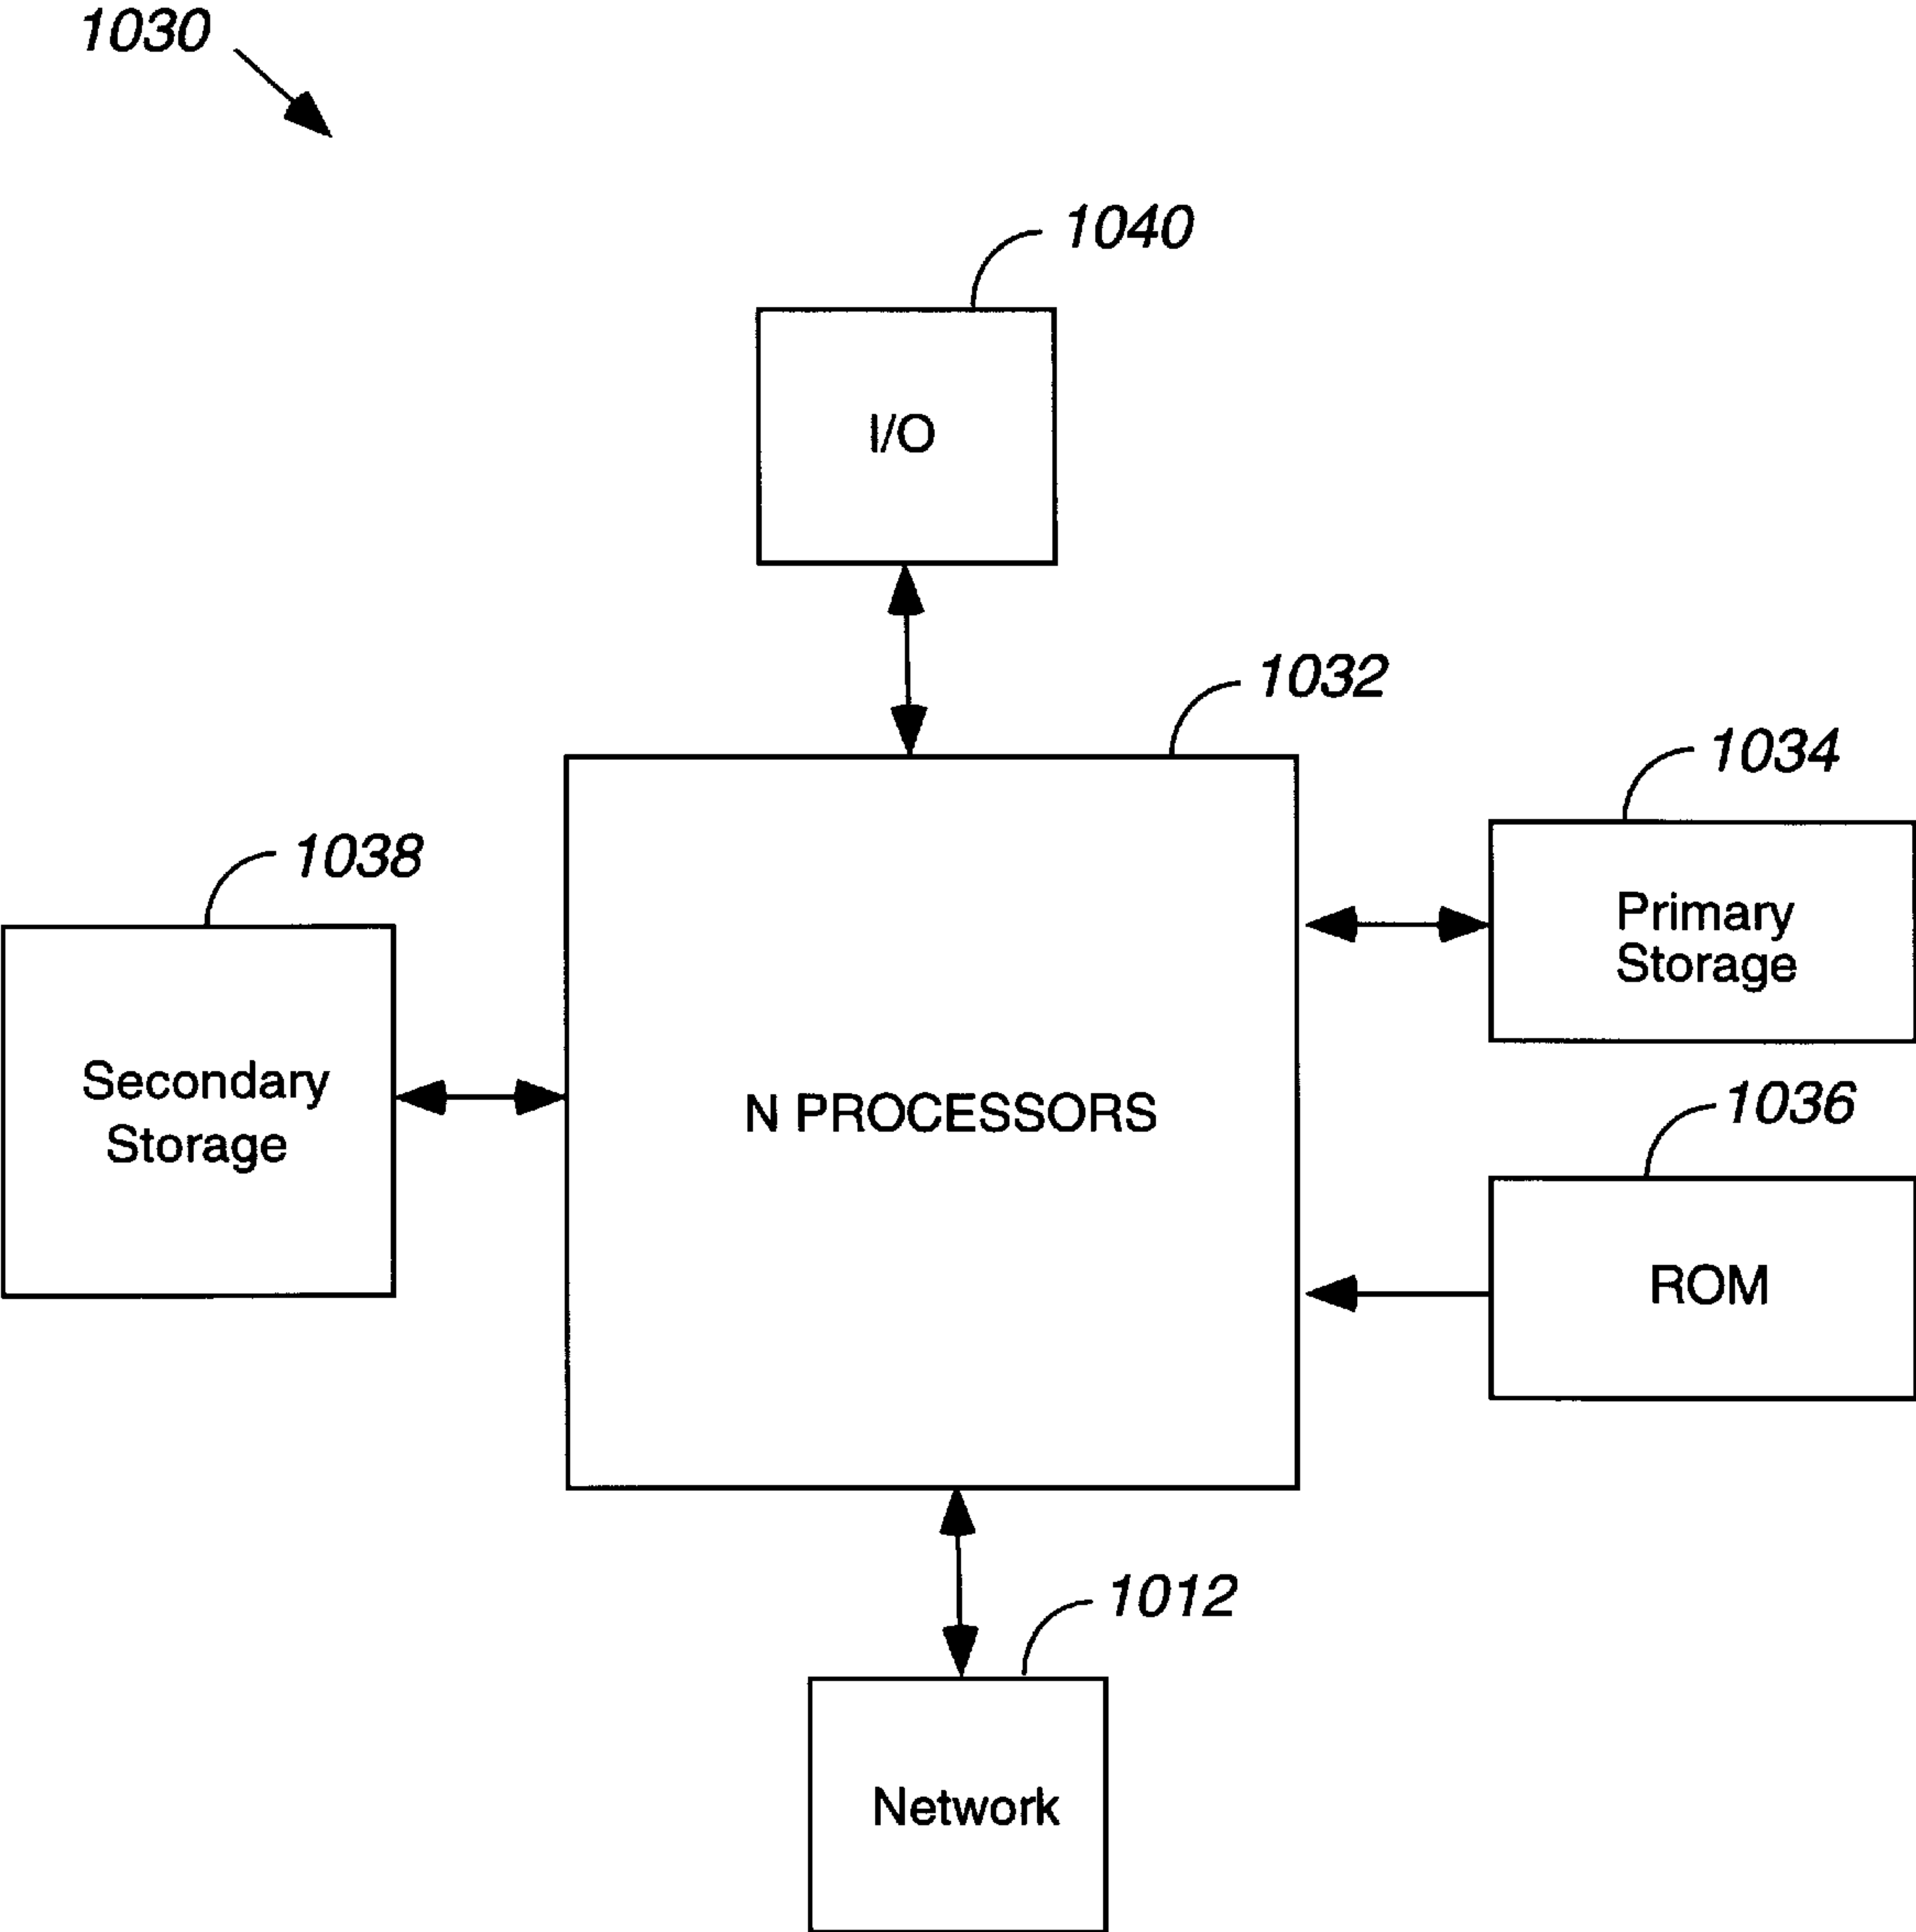 1030
1040
I/O
1032
1034
Primary
Storage
1038
Secondary
Storage
N PROCESSORS
1036
ROM
1012
Network